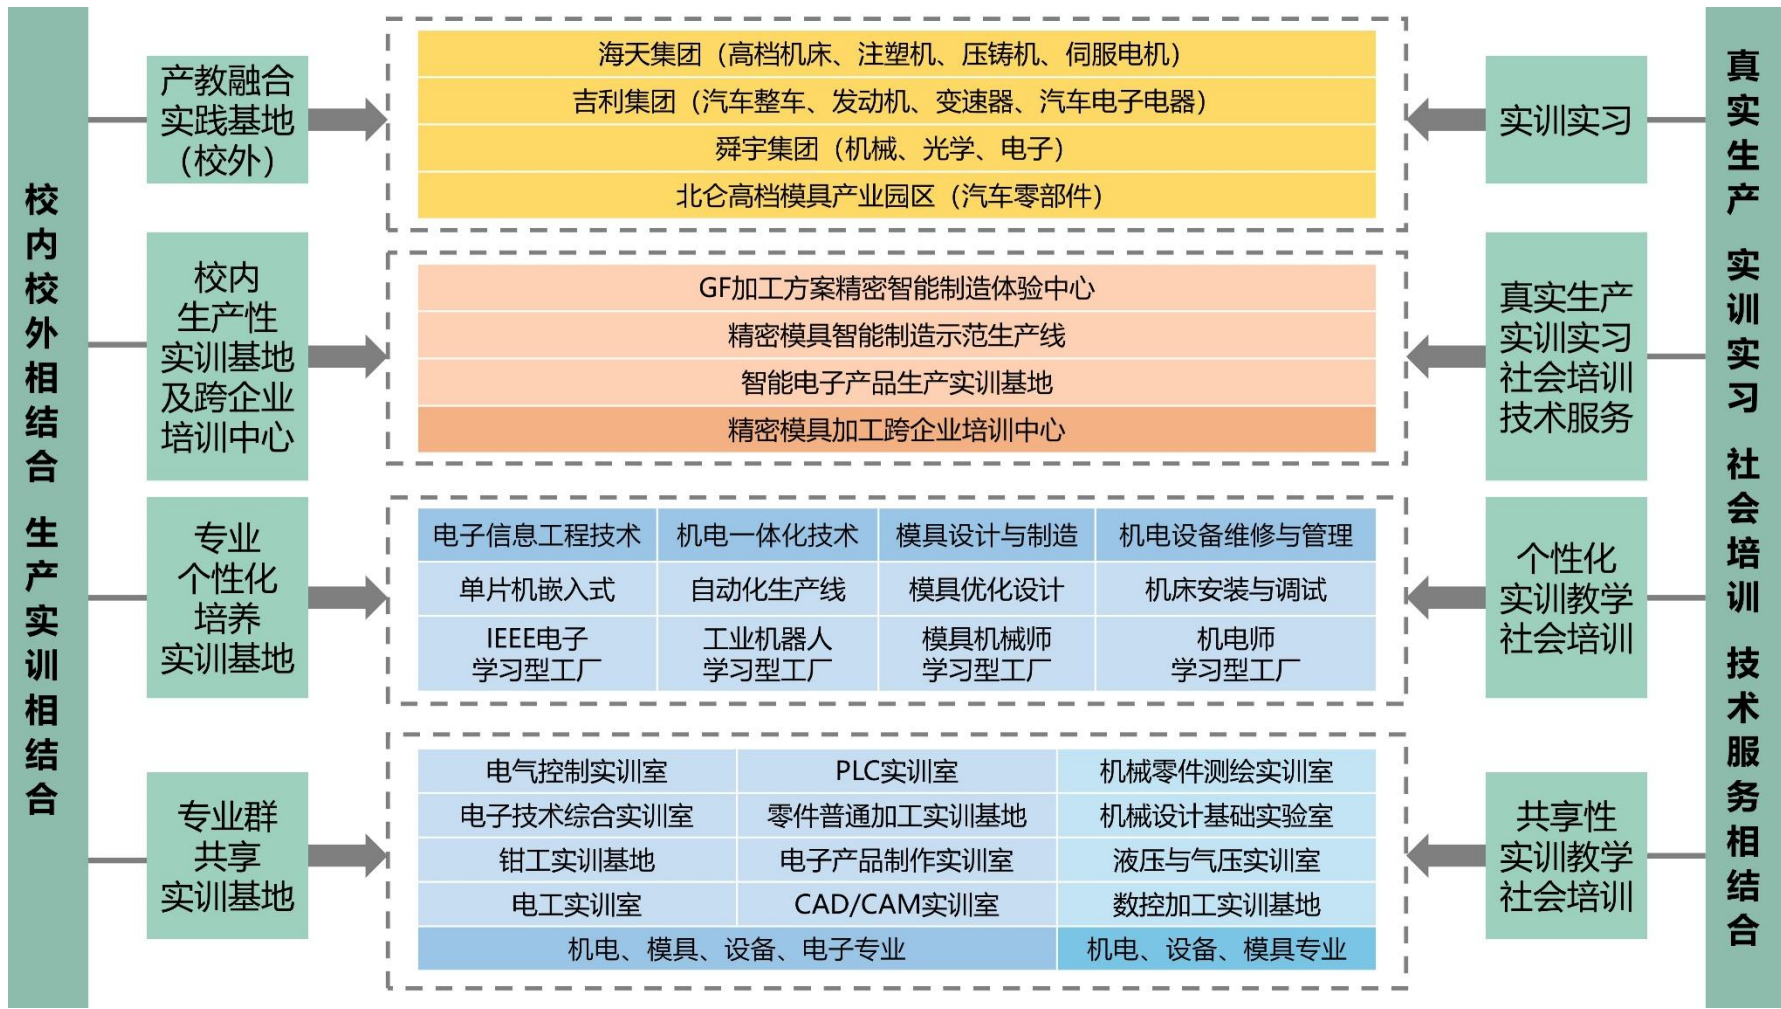 校内校外相结合 生产实训相结合
产教融合
实践基地
（校外）
海天集团（高档机床、注塑机、压铸机、伺服电机）
吉利集团（汽车整车、发动机、变速器、汽车电子电器）
舜宇集团（机械、光学、电子）
北仑高档模具产业园区（汽车零部件）
实训实习
校内
生产性
实训基地
及跨企业
培训中心
GF加工方案精密智能制造体验中心
精密模具智能制造示范生产线
智能电子产品生产实训基地
精密模具加工跨企业培训中心
真实生产
实训实习
社会培训
技术服务
专业
个性化
培养
实训基地
电子信息工程技术 机电一体化技术 模具设计与制造 机电设备维修与管理
单片机嵌入式 自动化生产线 模具优化设计 机床安装与调试
IEEE电子 工业机器人 模具机械师 机电师
学习型工厂 学习型工厂 学习型工厂 学习型工厂
个性化
实训教学
社会培训
专业群
共享
实训基地
电气控制实训室 PLC实训室 机械零件测绘实训室
电子技术综合实训室 零件普通加工实训基地 机械设计基础实验室
钳工实训基地 电子产品制作实训室 液压与气压实训室
电工实训室 CAD/CAM实训室 数控加工实训基地
机电、模具、设备、电子专业 机电、设备、模具专业
共享性
实训教学
社会培训
真实生产 实训实习 社会培训 技术服务相结合